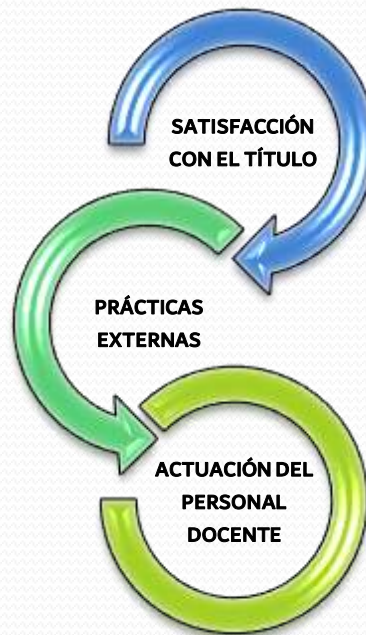 SATISFACCIÓN
CON EL TÍTULO
PRÁCTICAS
EXTERNAS
ACTUACIÓN DEL
PERSONAL
DOCENTE